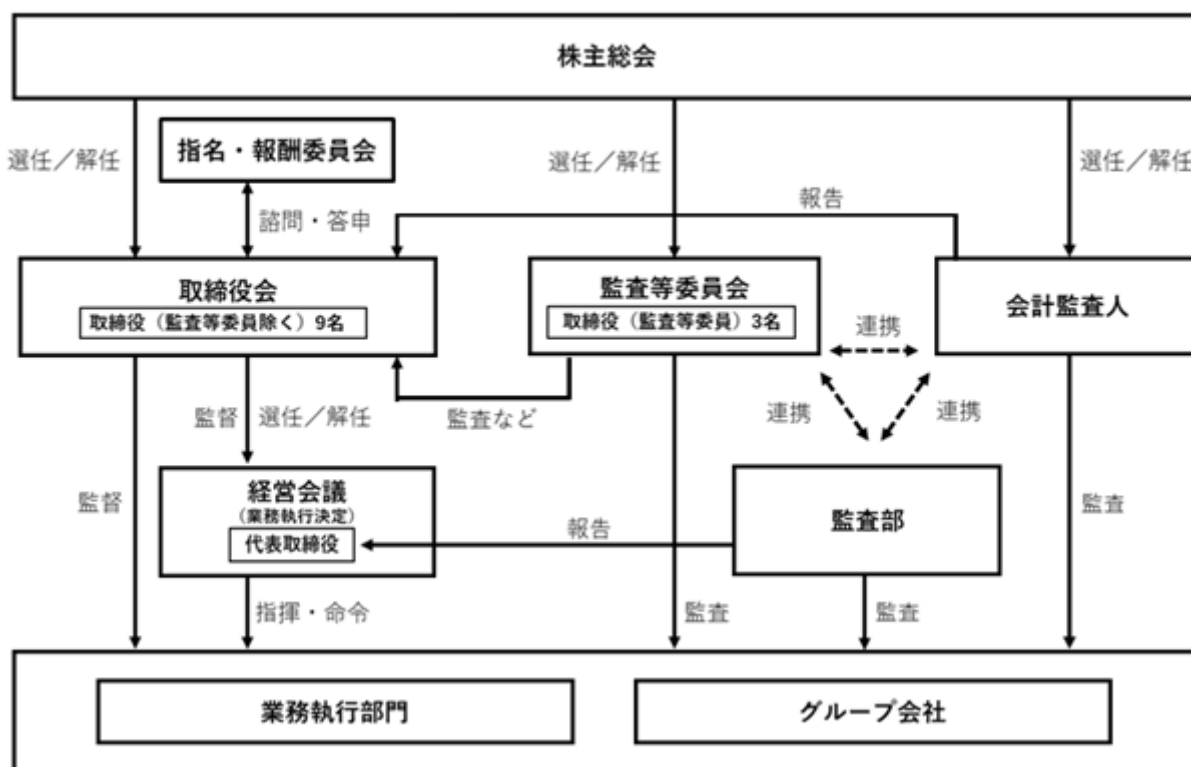 株主総会
選任／解任
指名・報酬委員会
選任／解任
選任／解任
諮問・答申
報告
取締役会
取締役（監査等委員除く）9名
監査等委員会
取締役（監査等委員）3名
会計監査人
連携
監督
選任／解任
監査など
連携
連携
監督
経営会議
（業務執行決定）
代表取締役
報告
監査部
監査
指揮・命令
監査
監査
業務執行部門
グループ会社